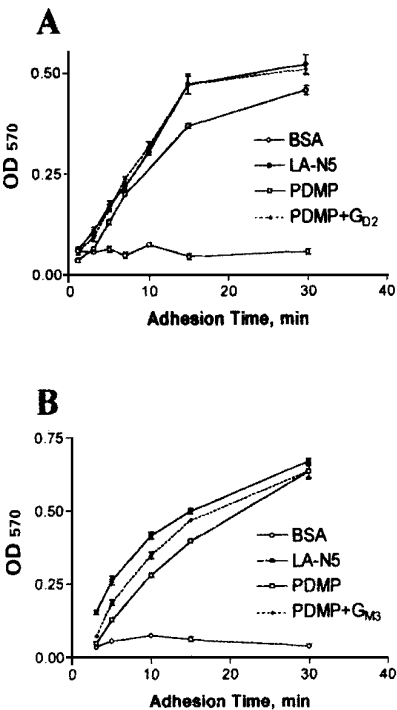 A
0.50
0.25
0.00
OD 570
BSA
LA-N5
PDMP
PDMP+GD2
0 10 20 30 40
Adhesion Time, min
B
0.75
0.50
0.25
0.00
OD 570
BSA
LA-N5
PDMP
PDMP+GM3
0 10 20 30 40
Adhesion Time, min